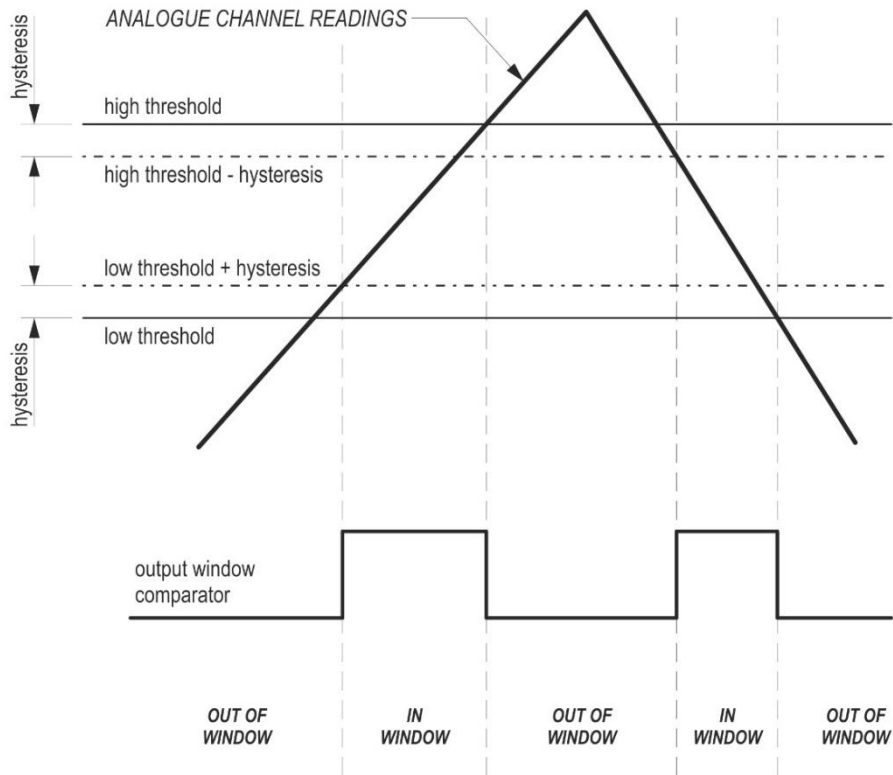 hysteresis
ANALOGUE CHANNEL READINGS
high threshold
high threshold - hysteresis
low threshold + hysteresis
low threshold
hysteresis
output window
comparator
OUT OF
WINDOW
IN
WINDOW
OUT OF
WINDOW
IN
WINDOW
OUT OF
WINDOW